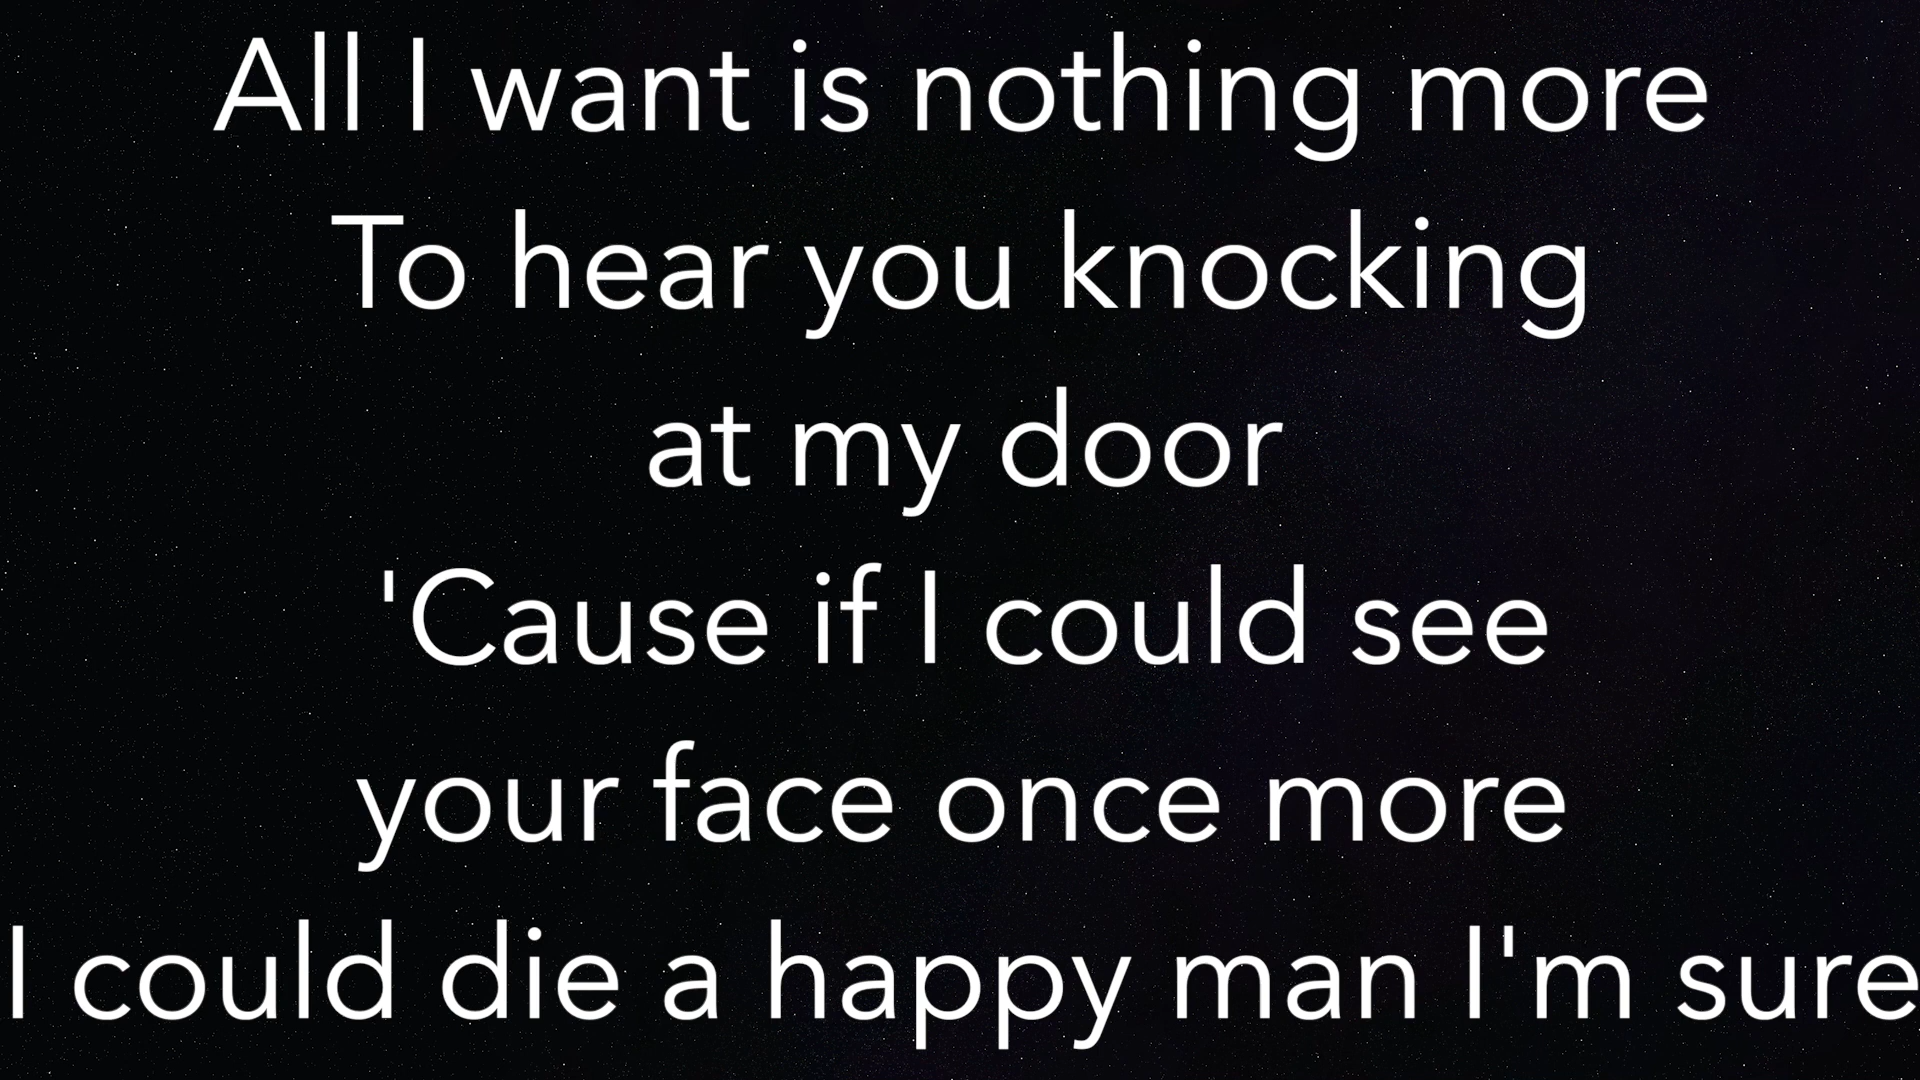 All I want is nothing more
To hear you knocking
at my door
'Cause if I could see
your face once more
I could die a happy man I'm sure